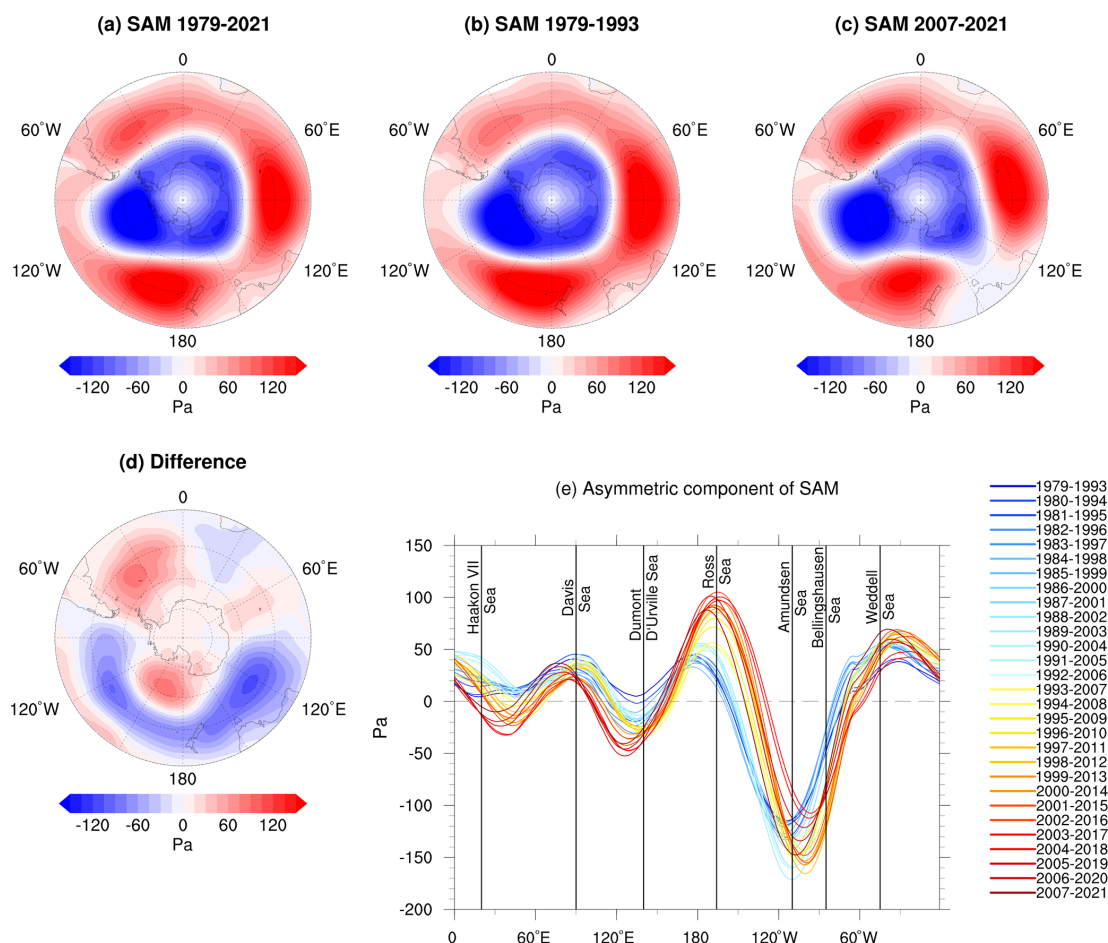 (a) SAM 1979-2021
(b) SAM 1979-1993
(c) SAM 2007-2021
0
0
0
60˚W
60˚E
60˚W
60˚E
60˚W
60˚E
120˚W
120˚E
120˚W
120˚E
120˚W
120˚E
180
180
180
-120 -60 0 60 120
-120 -60 0 60 120
-120 -60 0 60 120
Pa
Pa
Pa
(d) Difference
0
60˚W
60˚E
120˚W
120˚E
180
-120 -60 0 60 120
Pa
(e) Asymmetric component of SAM
150
100
50
0
-50
-100
-150
-200
Pa
Haakon VII
Sea
Davis
Sea
Dumont
D'Urville Sea
Ross
Sea
Amundsen
Sea
Bellingshausen
Sea
Weddell
Sea
0 60˚E 120˚E 180 120˚W 60˚W
1979-1993
1980-1994
1981-1995
1982-1996
1983-1997
1984-1998
1985-1999
1986-2000
1987-2001
1988-2002
1989-2003
1990-2004
1991-2005
1992-2006
1993-2007
1994-2008
1995-2009
1996-2010
1997-2011
1998-2012
1999-2013
2000-2014
2001-2015
2002-2016
2003-2017
2004-2018
2005-2019
2006-2020
2007-2021